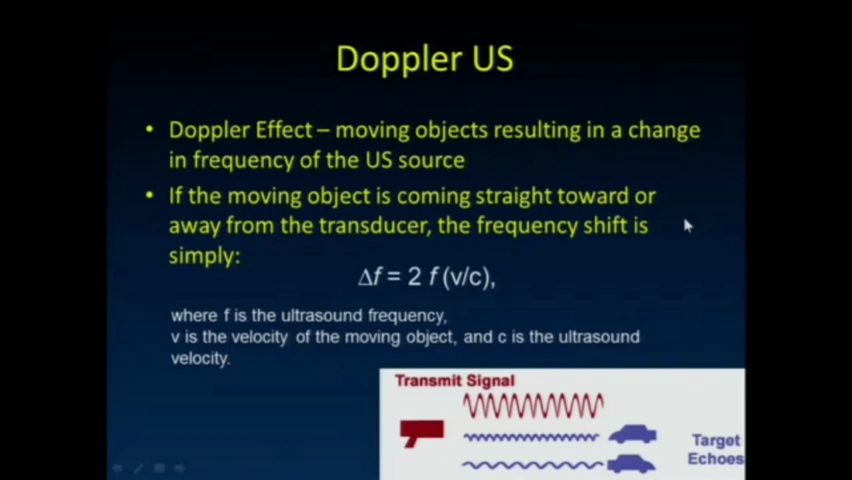 Doppler US
• Doppler Effect – moving objects resulting in a change
in frequency of the US source
• If the moving object is coming straight toward or
away from the transducer, the frequency shift is
simply:
Δf = 2 f (v/c),
where f is the ultrasound frequency,
v is the velocity of the moving object, and c is the ultrasound
velocity.
Transmit Signal
Target
Echoes